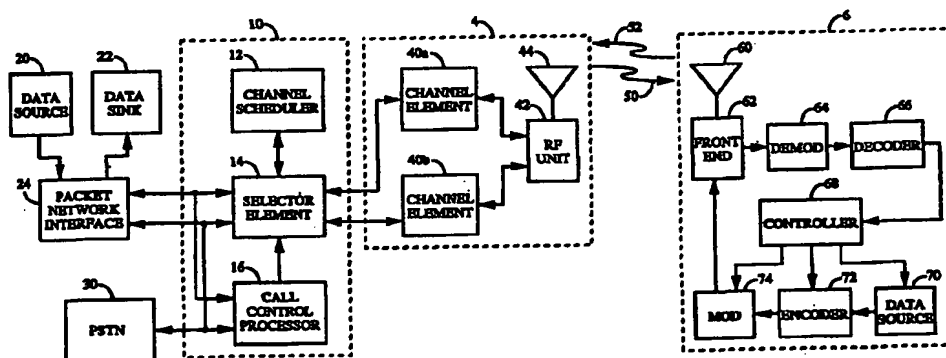 10
4
6
20
22
12
40a
44
52
60
DATA
SOURCE
DATA
SINK
CHANNEL
SCHEDULER
CHANNEL
ELEMENT
50
62
64
66
42
FRONT
END
DEMOD
DECODER
RF
UNIT
24
14
40b
68
PACKET
NETWORK
INTERFACE
SELECTOR
ELEMENT
CHANNEL
ELEMENT
CONTROLLER
30
16
74
72
70
PSTN
CALL
CONTROL
PROCESSOR
MOD
ENCODER
DATA
SOURCE